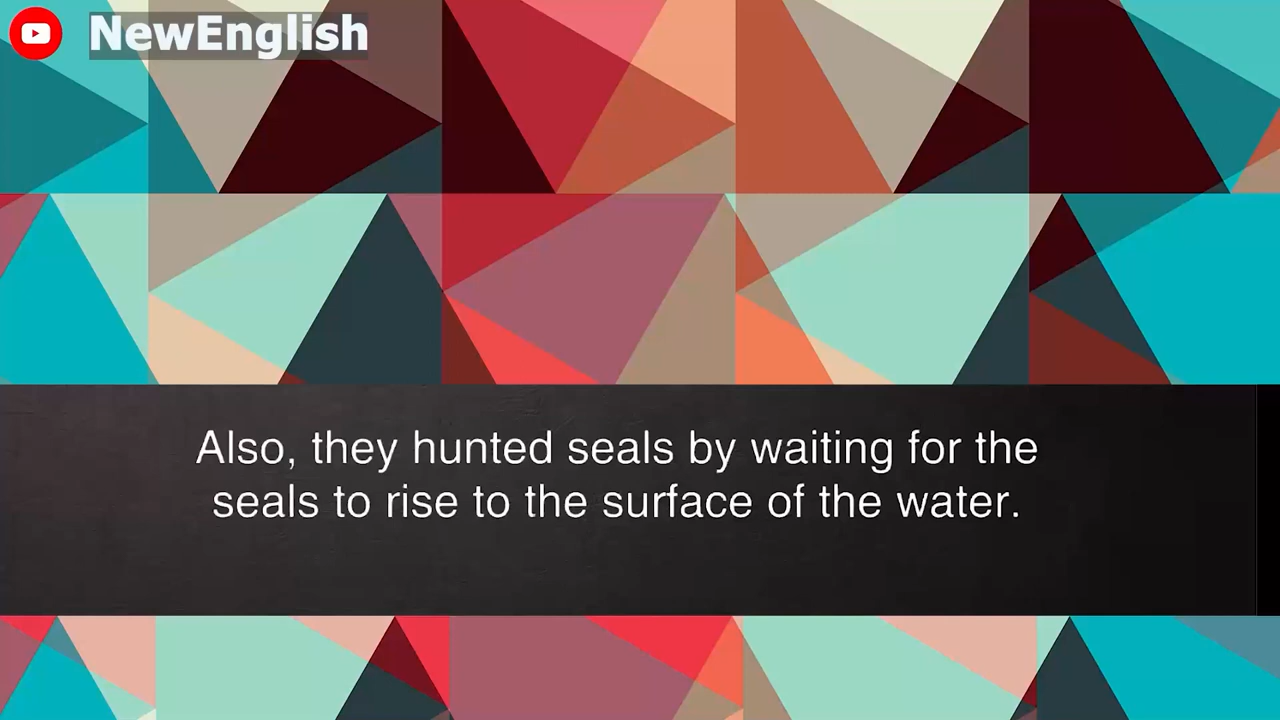 NewEnglish
Also, they hunted seals by waiting for the
seals to rise to the surface of the water.